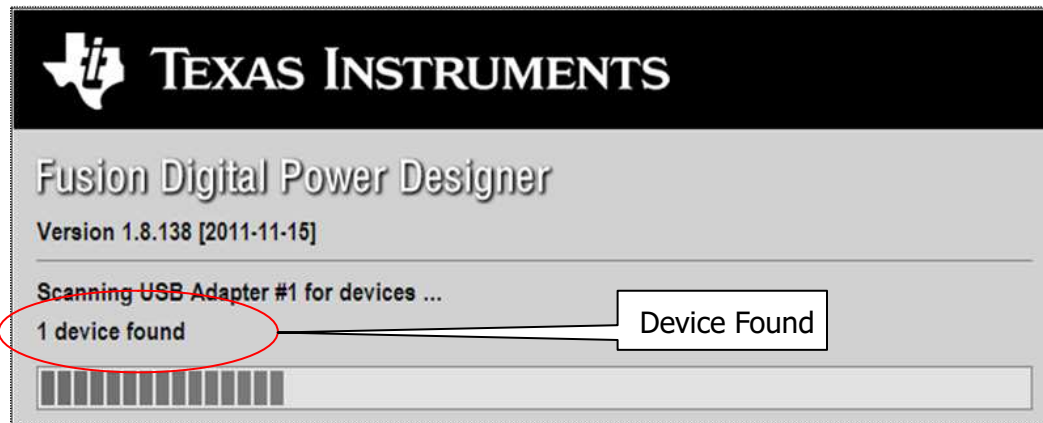 TEXAS INSTRUMENTS
Fusion Digital Power Designer
Version 1.8.138 [2011-11-15]
Scanning USB Adapter #1 for devices ...
1 device found
Device Found